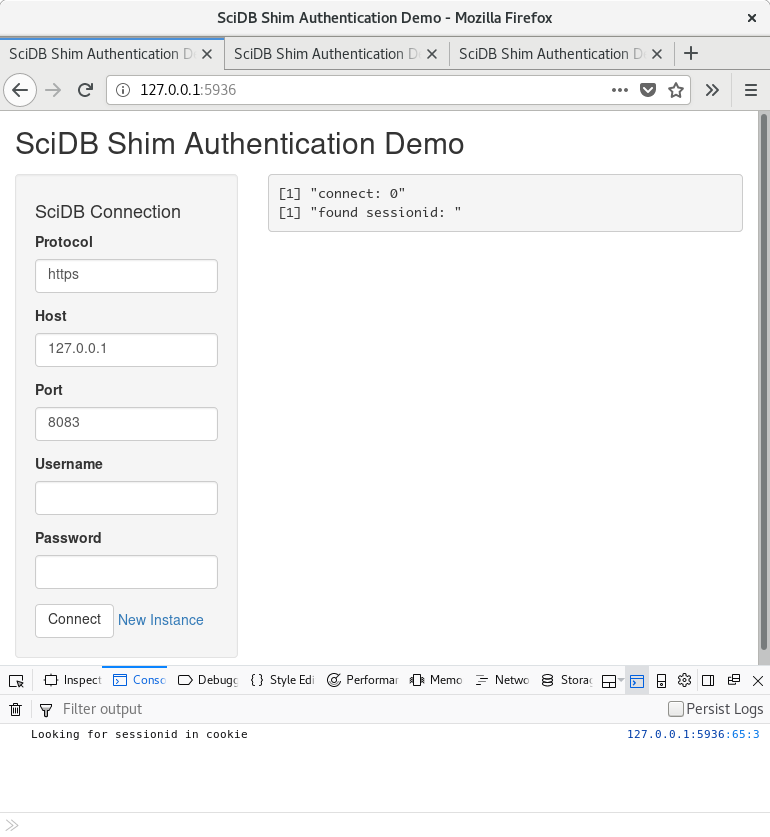 SciDB Shim Authentication Demo - Mozilla Firefox
SciDB Shim Authentication D SciDB Shim Authentication D SciDB Shim Authentication D
127.0.0.1:5936
SciDB Shim Authentication Demo
SciDB Connection
Protocol
https
Host
127.0.0.1
Port
8083
Username
Password
Connect New Instance
[1] "connect: 0"
[1] "found sessionid: "
Inspect Conso Debugg Style Edi Performar Memo Netwo Storag
Filter output Persist Logs
Looking for sessionid in cookie 127.0.0.1:5936:65:3